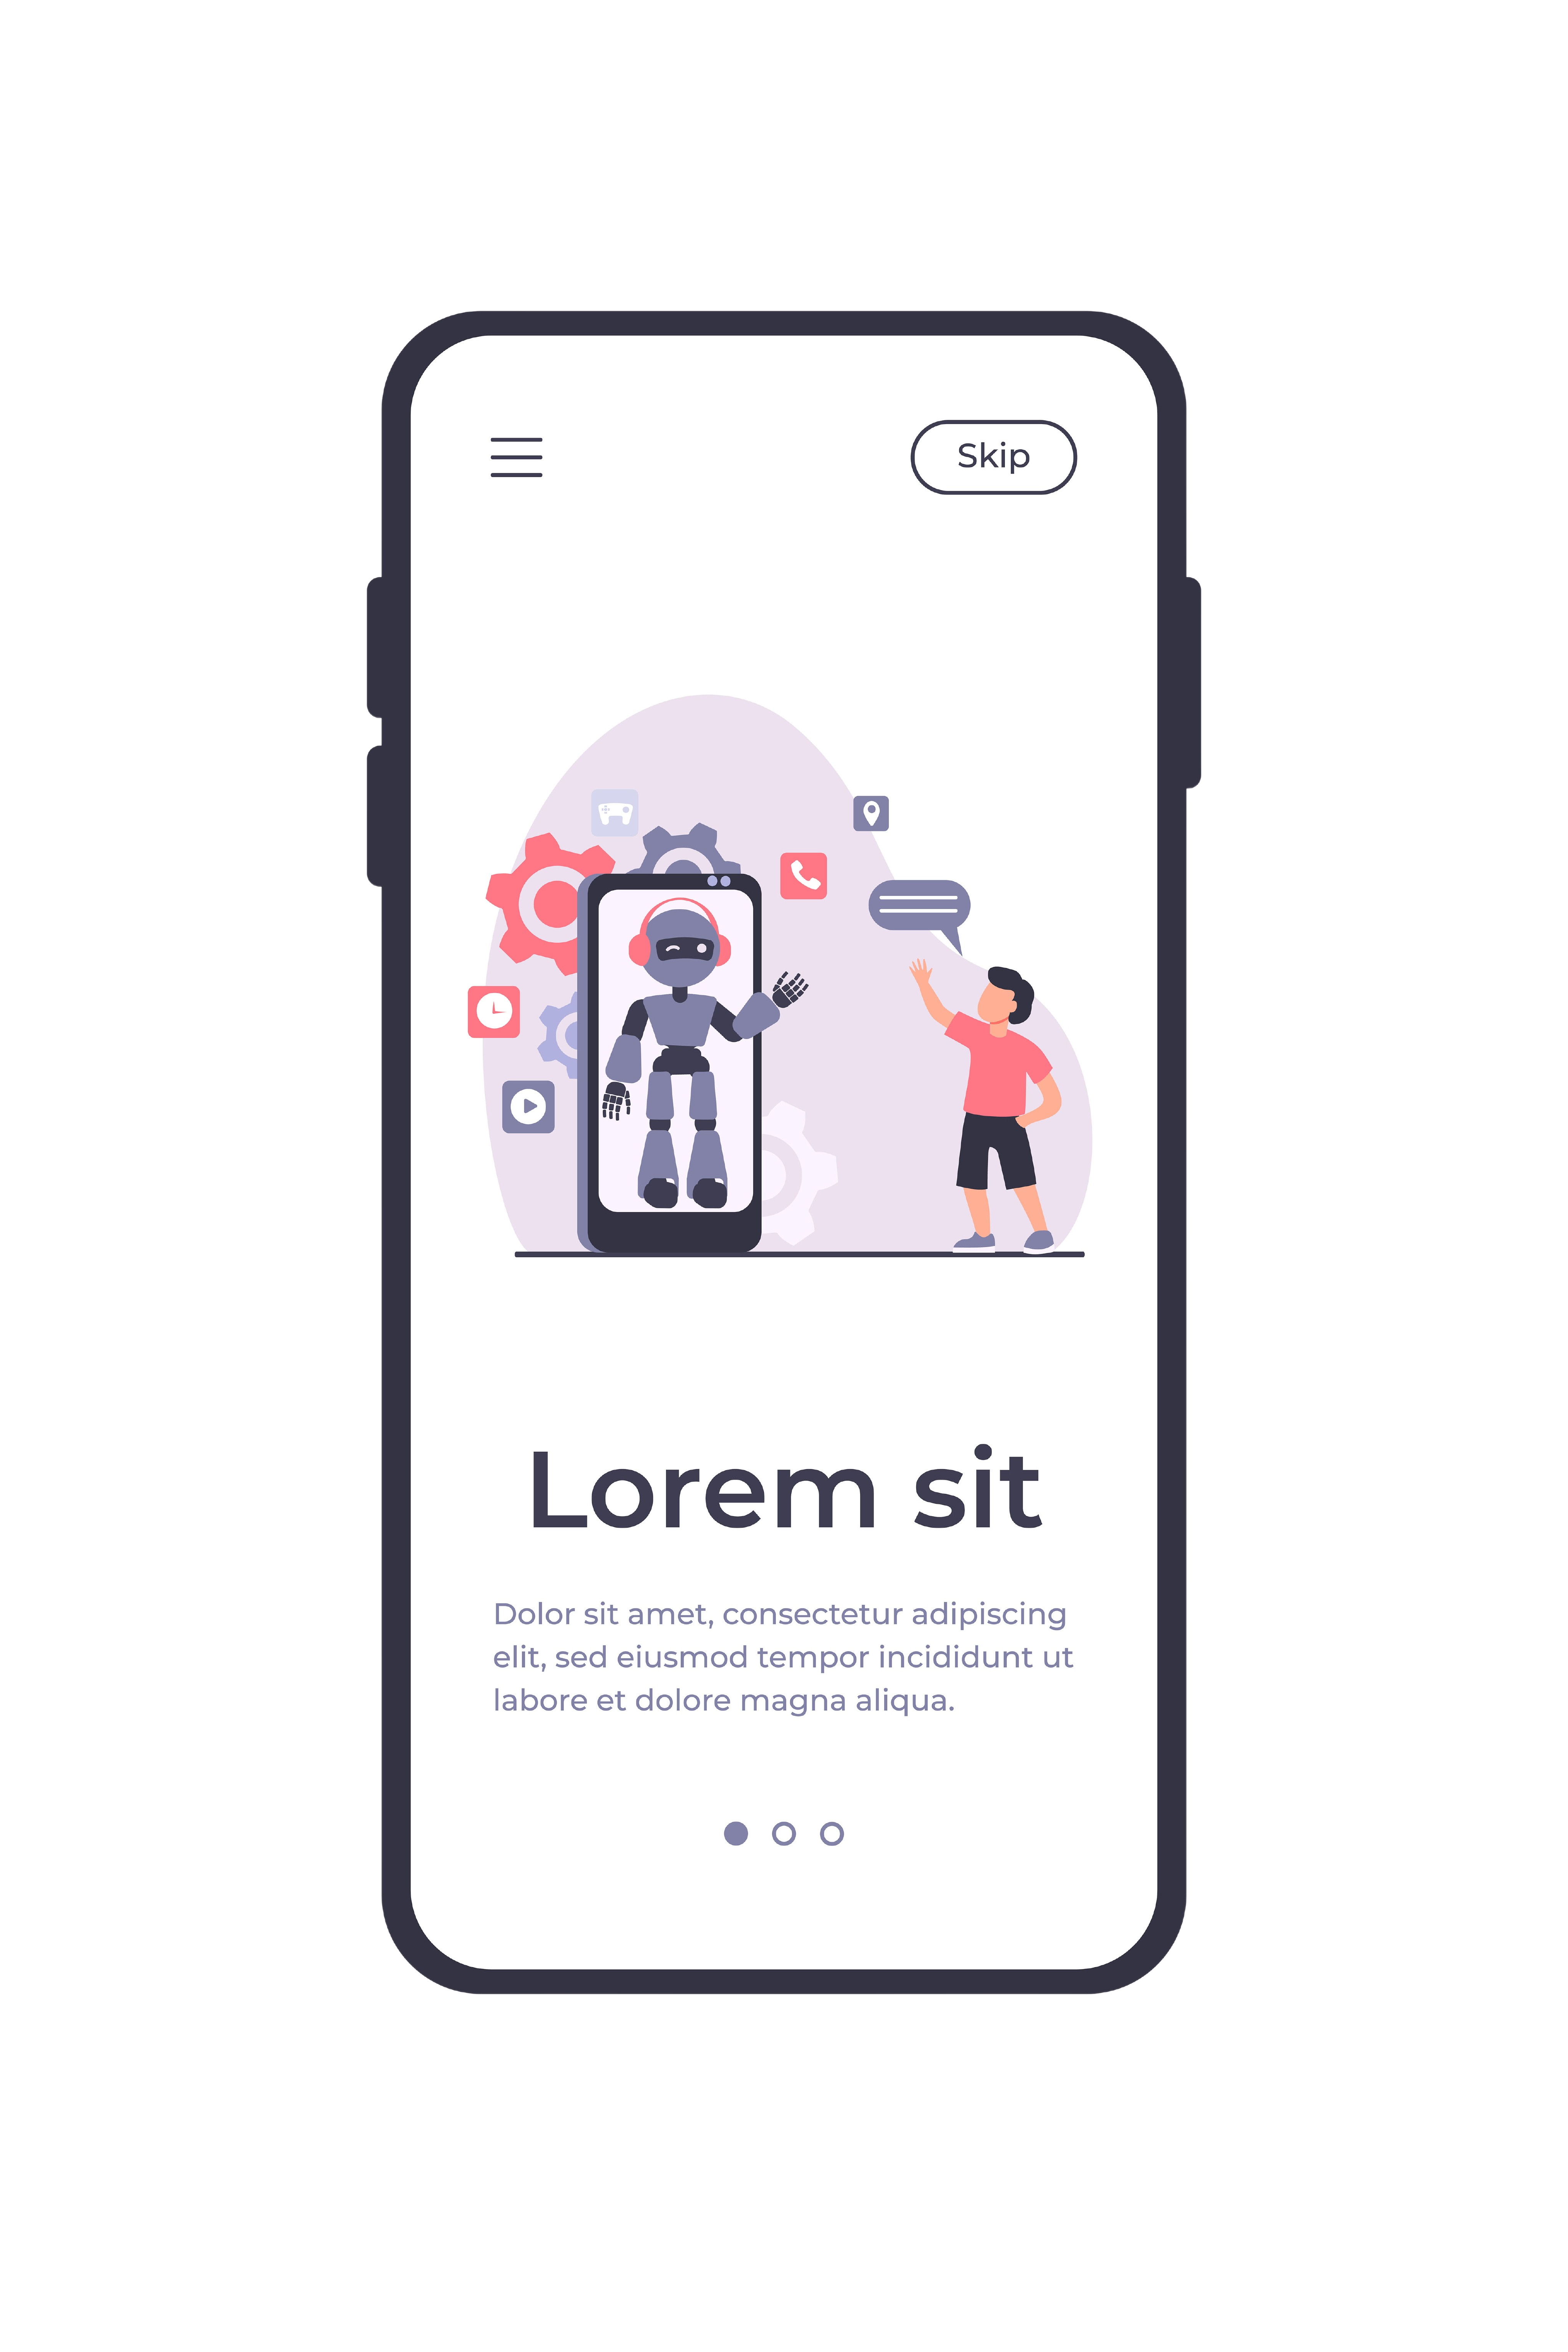 Skip
Lorem sit
Dolor sit amet, consectetur adipiscing
elit, sed eiusmod tempor incididunt ut
labore et dolore magna aliqua.